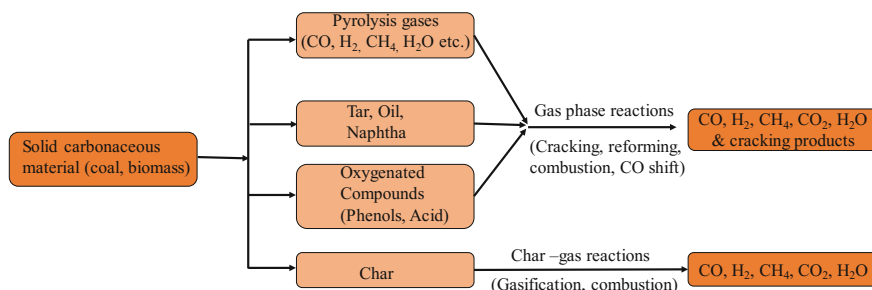 Pyrolysis gases
(CO, H₂, CH₄, H₂O etc.)
Tar, Oil,
Naphtha
Gas phase reactions
CO, H₂, CH₄, CO₂, H₂O
& cracking products
Solid carbonaceous
material (coal, biomass)
(Cracking, reforming,
combustion, CO shift)
Oxygenated
Compounds
(Phenols, Acid)
Char
Char –gas reactions
(Gasification, combustion)
CO, H₂, CH₄, CO₂, H₂O